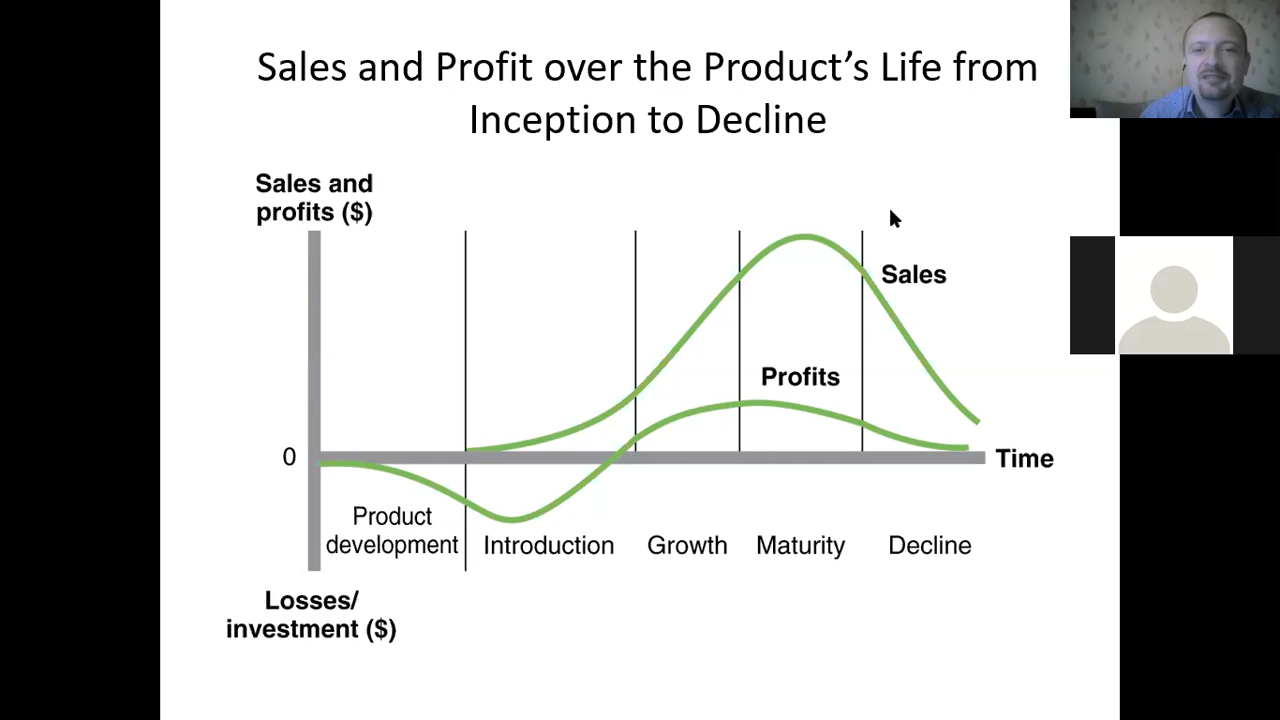 Sales and Profit over the Product’s Life from
Inception to Decline
Sales and
profits ($)
Sales
Profits
0
Time
Product
development
Introduction
Growth
Maturity
Decline
Losses/
investment ($)